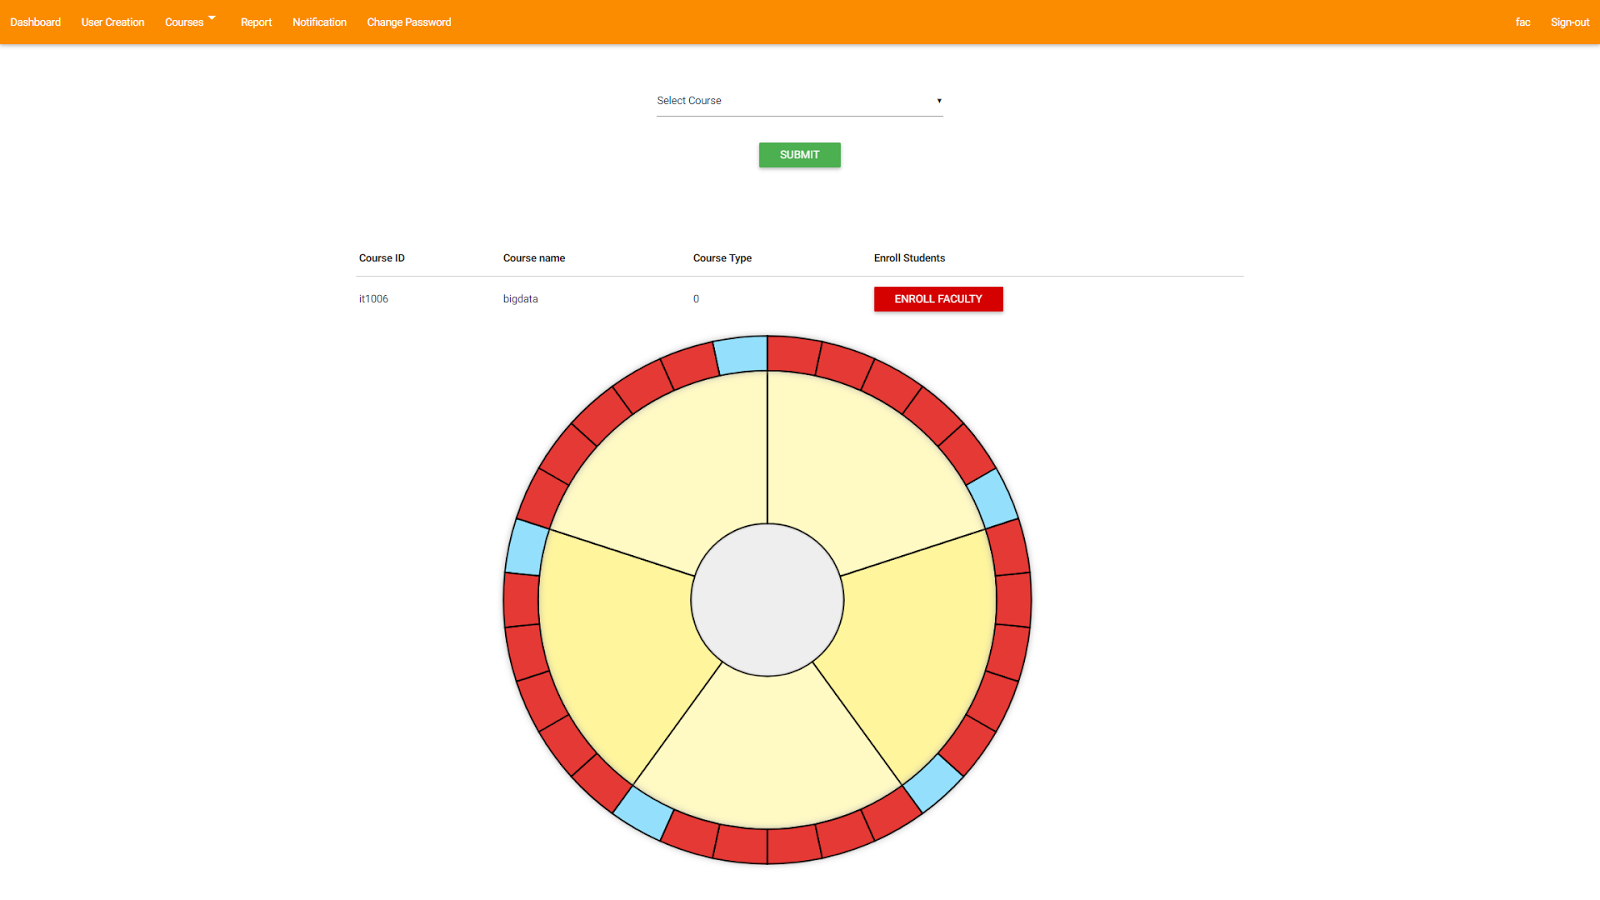 Dashboard User Creation Courses Report Notification Change Password fac Sign-out
Select Course
SUBMIT
Course ID Course name Course Type Enroll Students
it1006 bigdata 0 ENROLL FACULTY